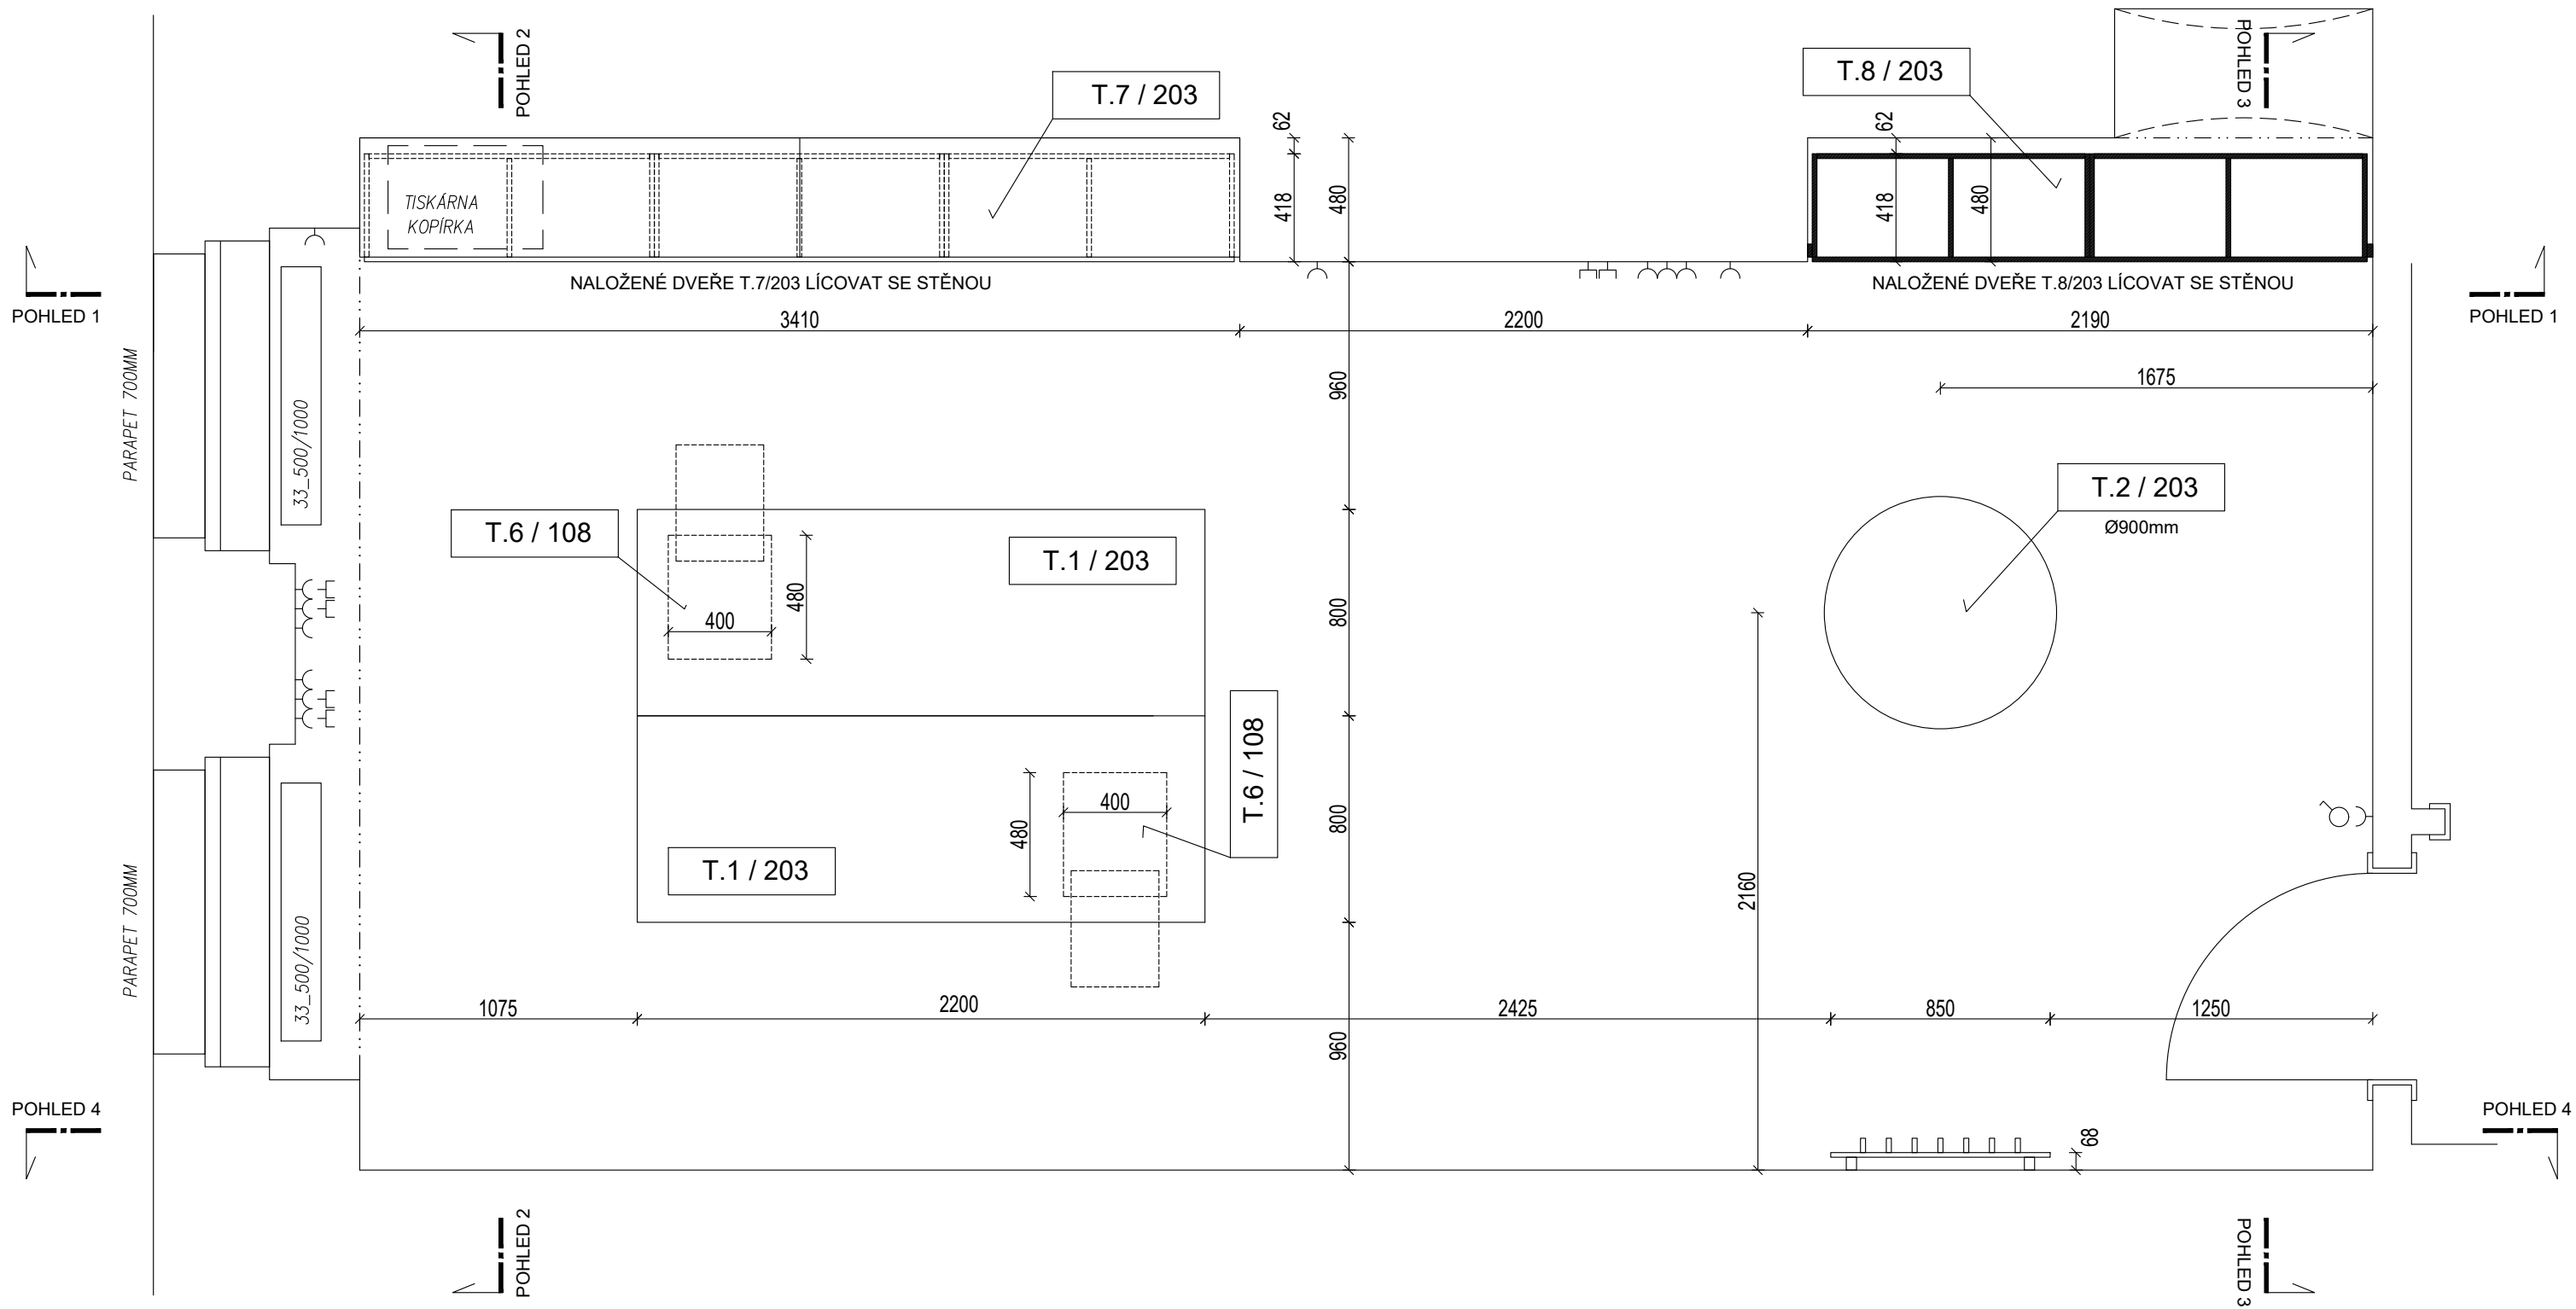 POHLED 2
POHLED 3
T.7 / 203
T.8 / 203
62
418
480
62
418
480
TISKÁRNA
KOPÍRKA
NALOŽENÉ DVEŘE T.7/203 LÍCOVAT SE STĚNOU
NALOŽENÉ DVEŘE T.8/203 LÍCOVAT SE STĚNOU
POHLED 1
POHLED 1
3410
2200
2190
1675
960
PARAPET 700MM
33_500/1000
T.6 / 108
T.1 / 203
T.2 / 203
Ø900mm
400
480
800
T.6 / 108
400
480
800
T.1 / 203
2160
PARAPET 700MM
33_500/1000
1075
2200
2425
850
1250
960
68
POHLED 4
POHLED 4
POHLED 2
POHLED 3